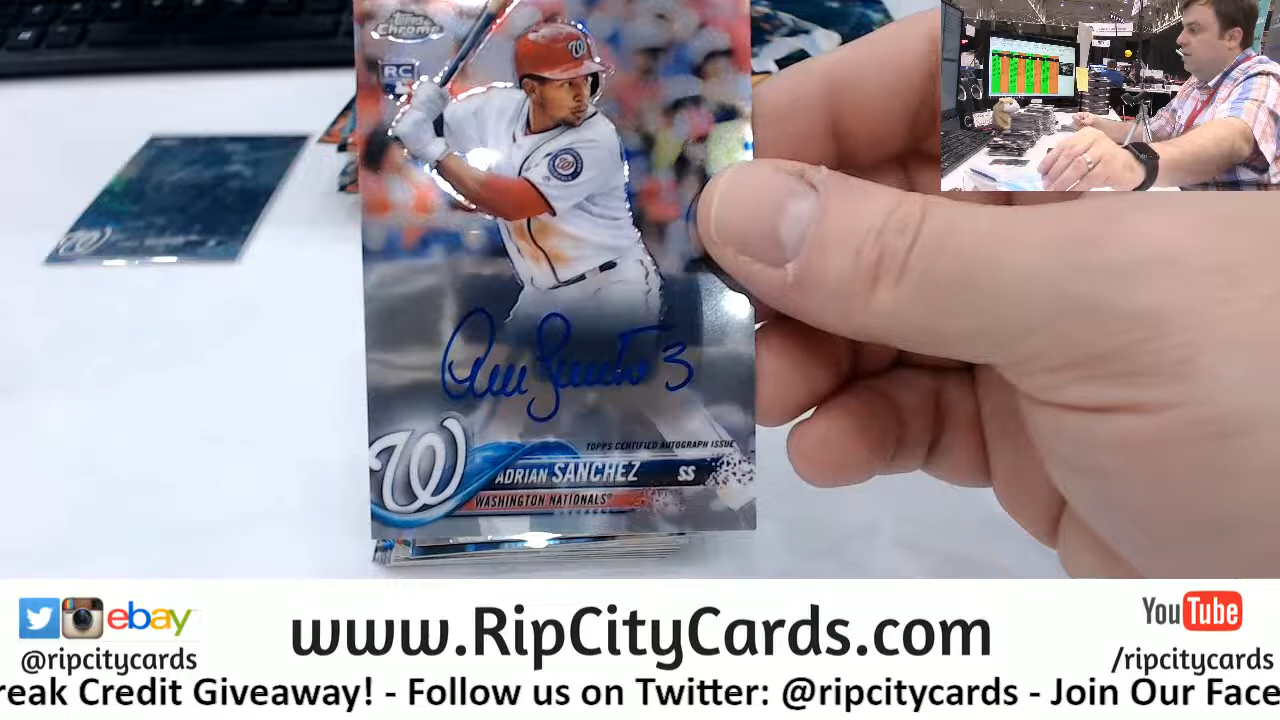 Topps
Chrome
RC
W
W
3
TOPPS CERTIFIED AUTOGRAPH ISSUE
W
ADRIAN SANCHEZ SS
WASHINGTON NATIONALS
ebay
@ripcitycards
www.RipCityCards.com
You Tube
/ripcitycards
reak Credit Giveaway! - Follow us on Twitter: @ripcitycards - Join Our Face